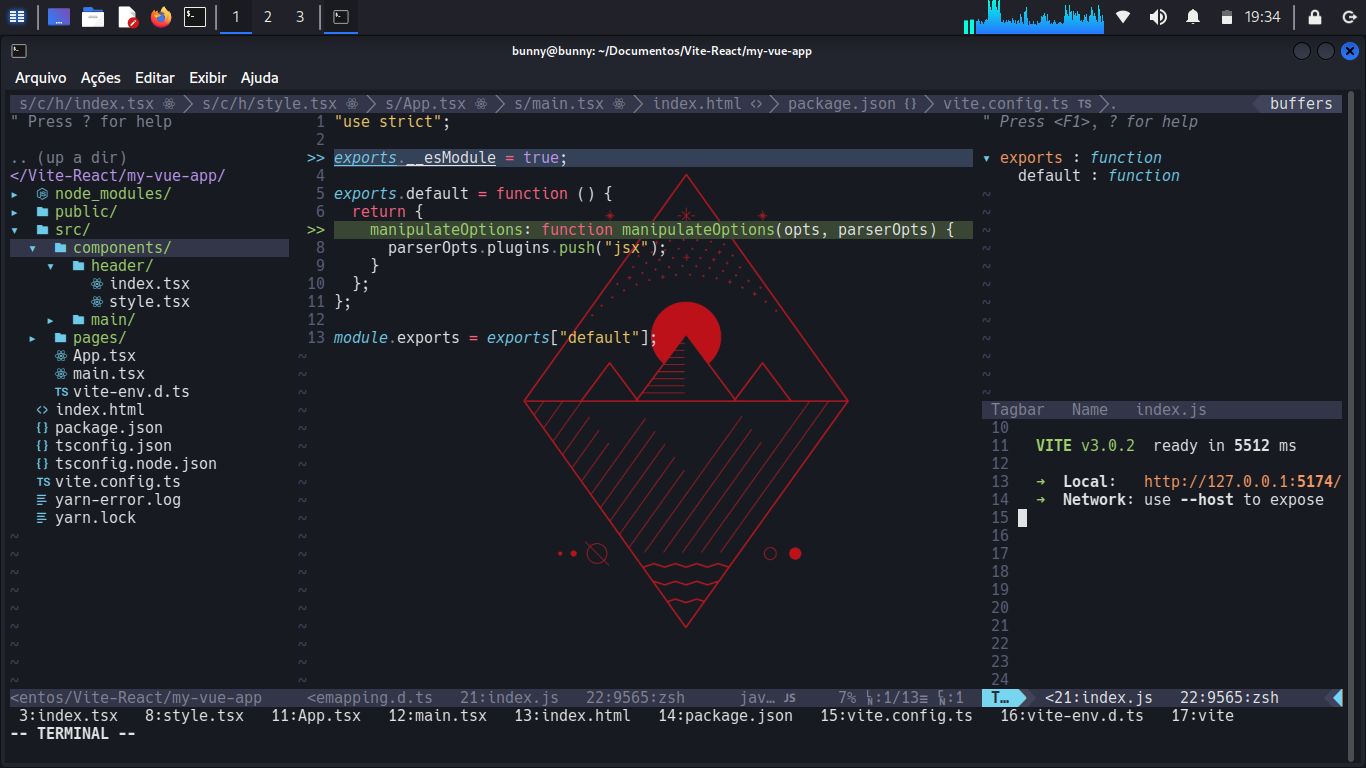 1 2 3 19:34
bunny@bunny: ~/Documentos/Vite-React/my-vue-app
Arquivo Ações Editar Exibir Ajuda
s/c/h/index.tsx s/c/h/style.tsx s/App.tsx s/main.tsx index.html package.json {} vite.config.ts TS . buffers
" Press ? for help
.. (up a dir)
</Vite-React/my-vue-app/
▸ node_modules/
▸ public/
▾ src/
▾ components/
▾ header/
index.tsx
style.tsx
▸ main/
▸ pages/
App.tsx
main.tsx
TS vite-env.d.ts
<> index.html
{} package.json
{} tsconfig.json
{} tsconfig.node.json
TS vite.config.ts
yarn-error.log
yarn.lock
1 "use strict";
2
>> exports.__esModule = true;
4
5 exports.default = function () {
6 return {
>> manipulateOptions: function manipulateOptions(opts, parserOpts) {
8 parserOpts.plugins.push("jsx");
9 }
10 };
11 };
12
13 module.exports = exports["default"];
" Press <F1>, ? for help
▾ exports : function
default : function
Tagbar Name index.js
10
11 VITE v3.0.2 ready in 5512 ms
12
13 ➜ Local: http://127.0.0.1:5174/
14 ➜ Network: use --host to expose
15
16
17
18
19
20
21
22
23
24
<entos/Vite-React/my-vue-app <emapping.d.ts 21:index.js 22:9565:zsh jav… JS 7% ㏑:1/13≡ ㏑:1 T… <21:index.js 22:9565:zsh
3:index.tsx 8:style.tsx 11:App.tsx 12:main.tsx 13:index.html 14:package.json 15:vite.config.ts 16:vite-env.d.ts 17:vite
-- TERMINAL --